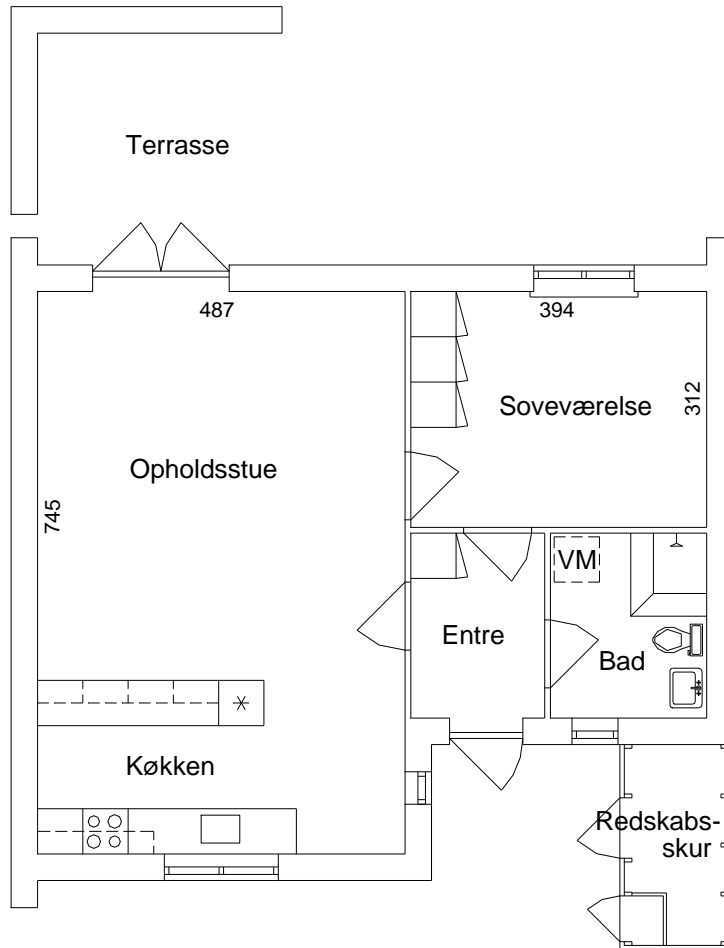 Terrasse
487
394
Soveværelse
312
Opholdsstue
745
VM
Entre
Bad
Køkken
Redskabs-
skur